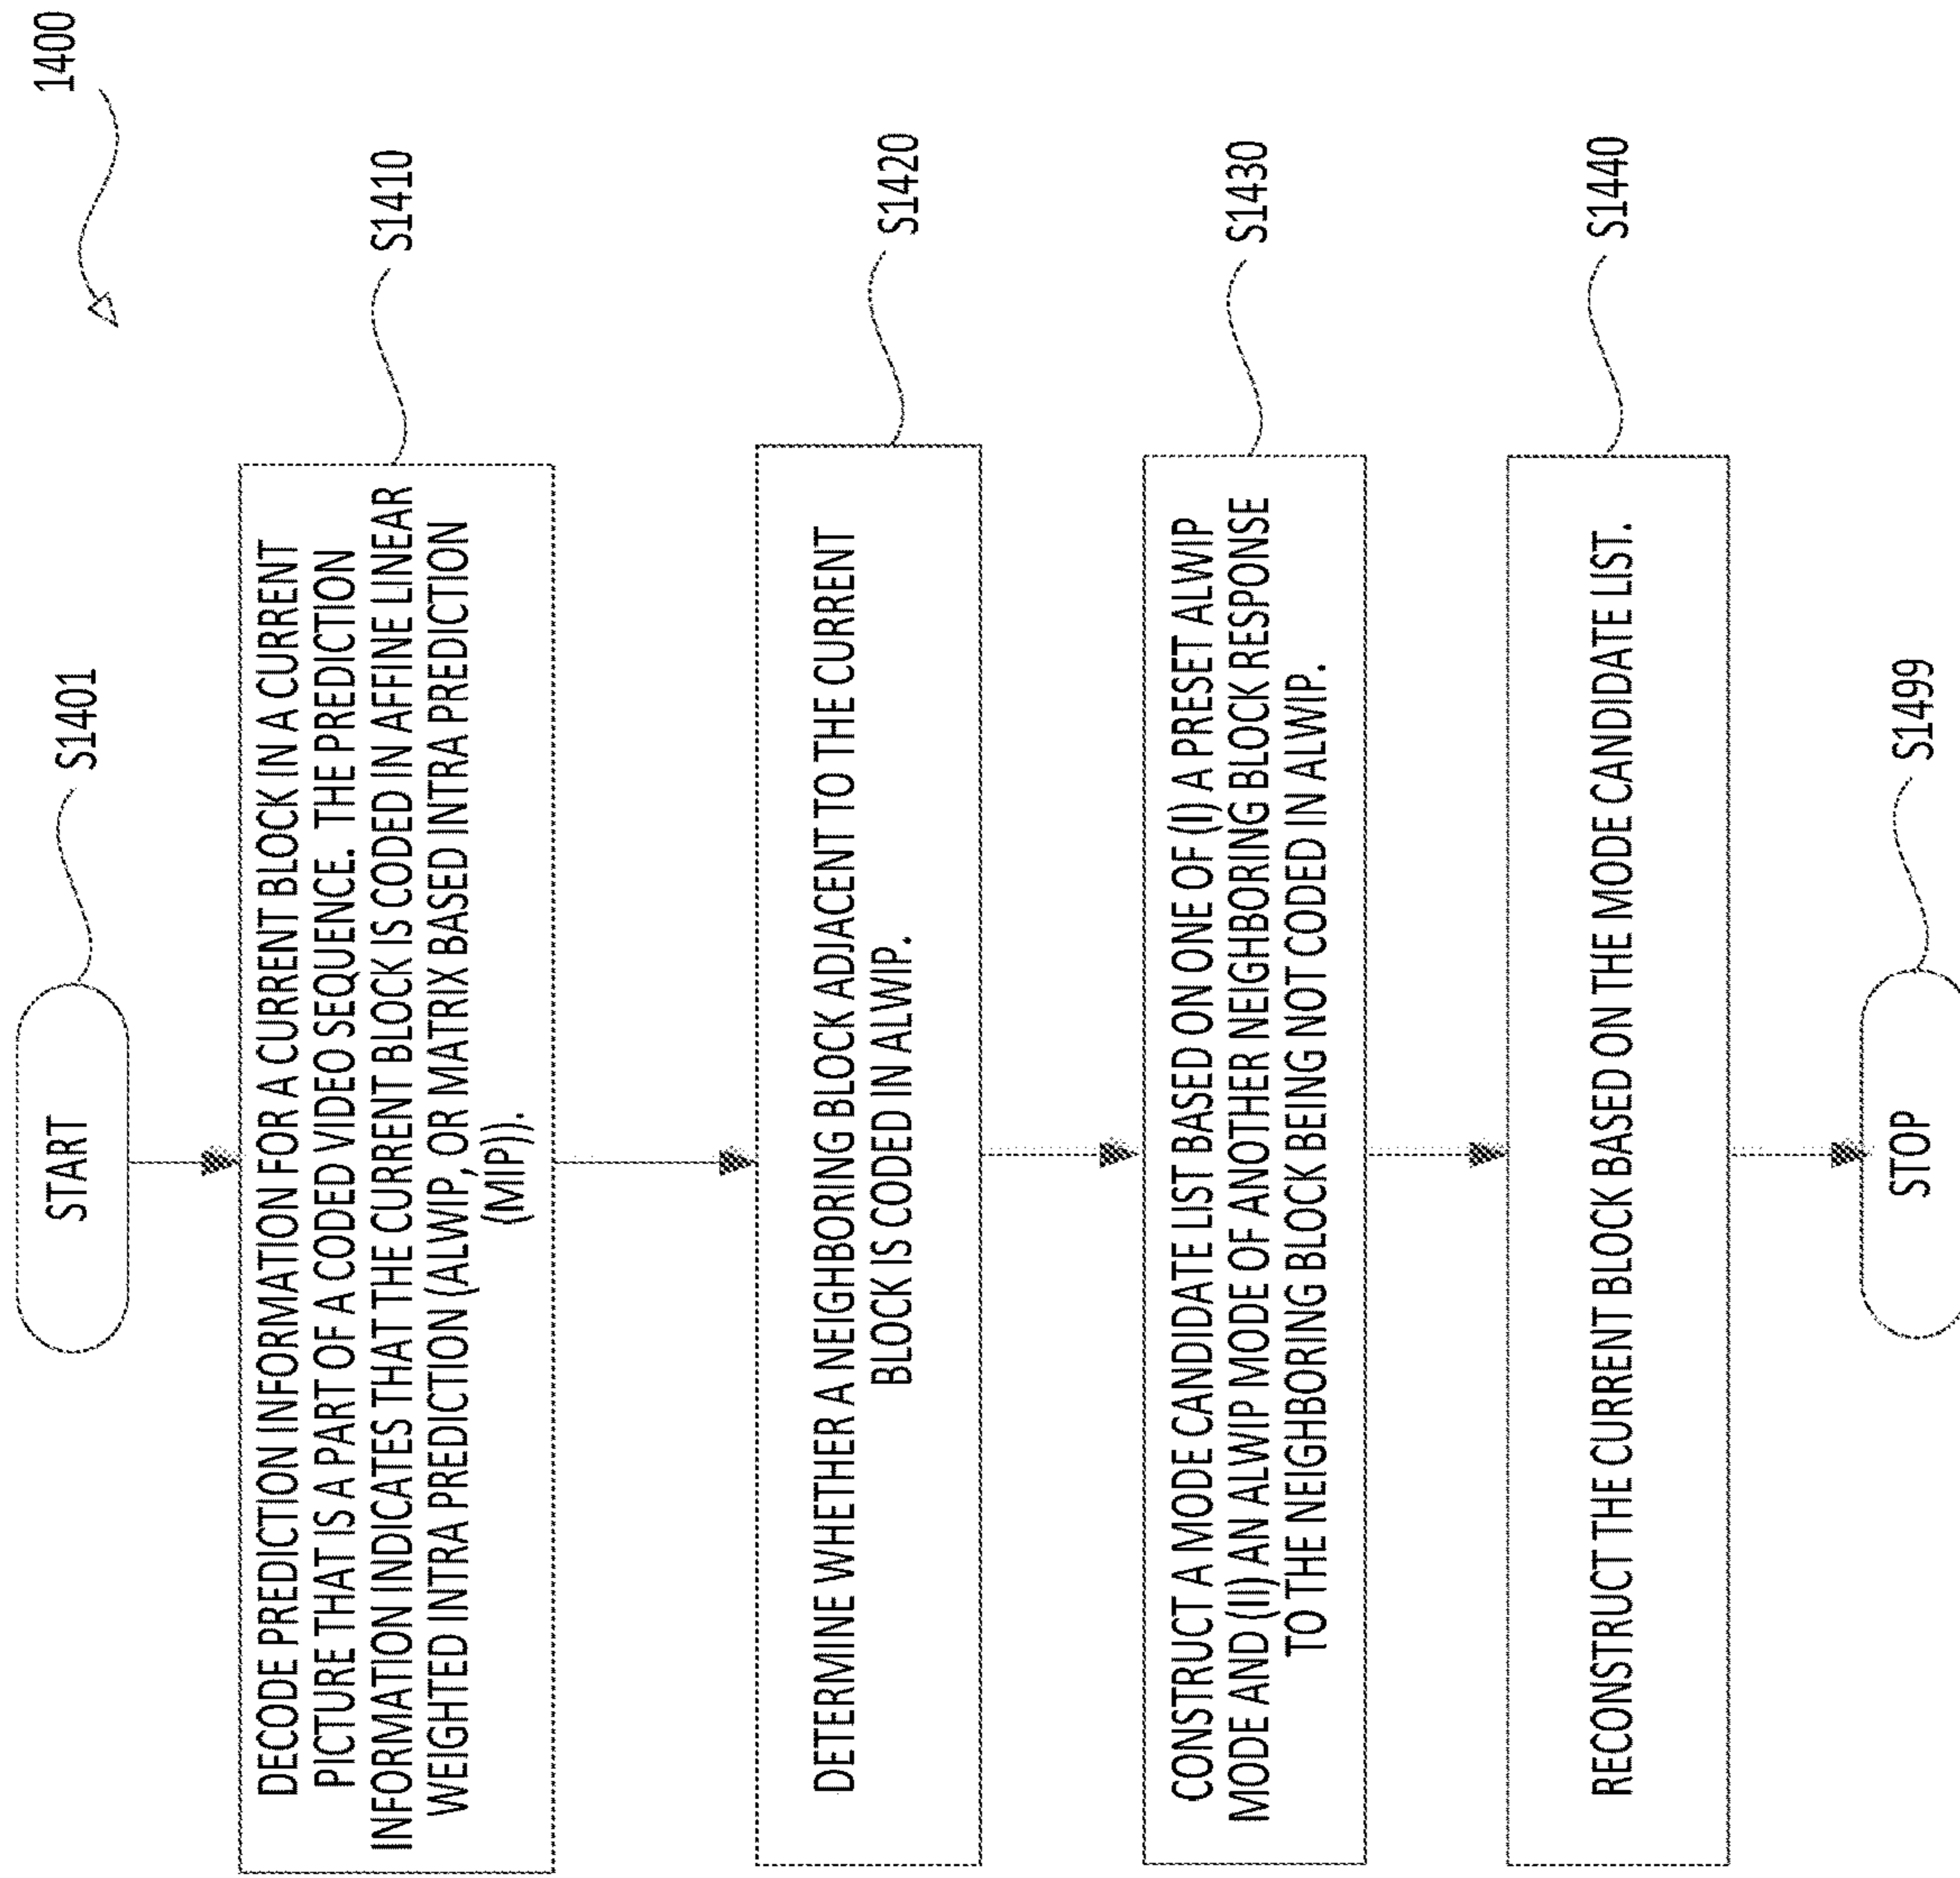 1400
START
S1401
DECODE PREDICTION INFORMATION FOR A CURRENT BLOCK IN A CURRENT
PICTURE THAT IS A PART OF A CODED VIDEO SEQUENCE. THE PREDICTION
INFORMATION INDICATES THAT THE CURRENT BLOCK IS CODED IN AFFINE LINEAR
WEIGHTED INTRA PREDICTION (ALWIP, OR MATRIX BASED INTRA PREDICTION
(MIP)).
S1410
DETERMINE WHETHER A NEIGHBORING BLOCK ADJACENT TO THE CURRENT
BLOCK IS CODED IN ALWIP.
S1420
CONSTRUCT A MODE CANDIDATE LIST BASED ON ONE OF (I) A PRESET ALWIP
MODE AND (II) AN ALWIP MODE OF ANOTHER NEIGHBORING BLOCK RESPONSE
TO THE NEIGHBORING BLOCK BEING NOT CODED IN ALWIP.
S1430
RECONSTRUCT THE CURRENT BLOCK BASED ON THE MODE CANDIDATE LIST.
S1440
STOP
S1499